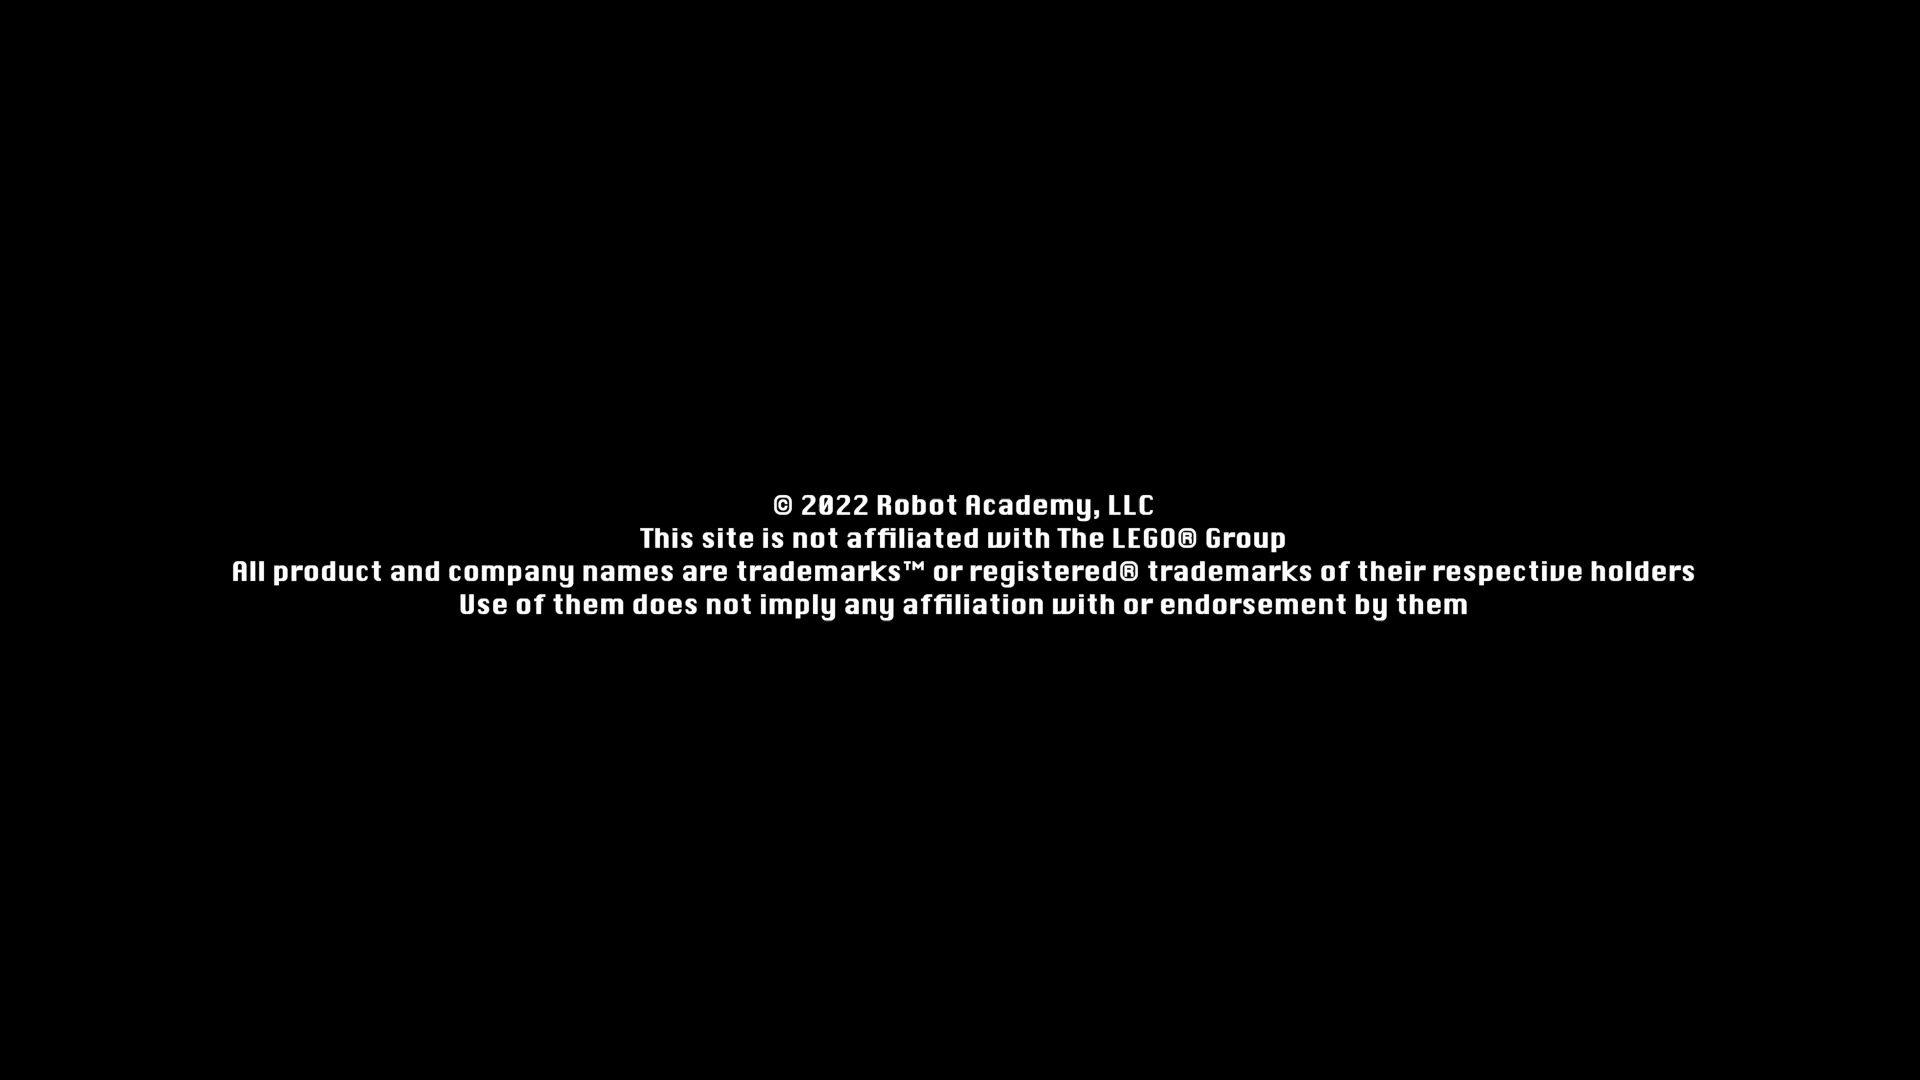 © 2022 Robot Academy, LLC
This site is not affiliated with The LEGO® Group
All product and company names are trademarks™ or registered® trademarks of their respective holders
Use of them does not imply any affiliation with or endorsement by them